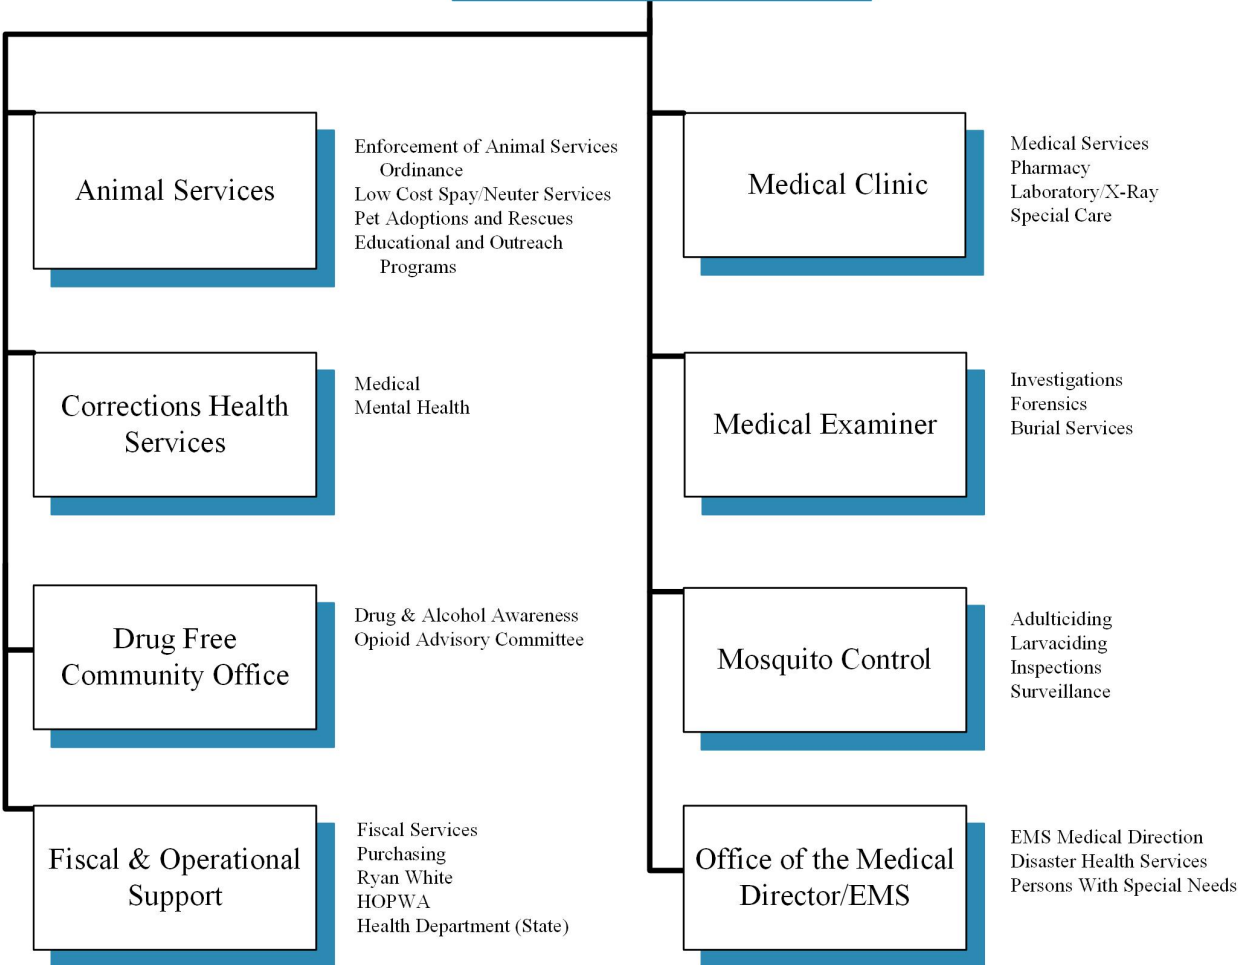 Animal Services
Enforcement of Animal Services
Ordinance
Low Cost Spay/Neuter Services
Pet Adoptions and Rescues
Educational and Outreach
Programs
Corrections Health
Services
Medical
Mental Health
Drug Free
Community Office
Drug & Alcohol Awareness
Opioid Advisory Committee
Fiscal & Operational
Support
Fiscal Services
Purchasing
Ryan White
HOPWA
Health Department (State)
Medical Clinic
Medical Services
Pharmacy
Laboratory/X-Ray
Special Care
Medical Examiner
Investigations
Forensics
Burial Services
Mosquito Control
Adulticiding
Larvaciding
Inspections
Surveillance
Office of the Medical
Director/EMS
EMS Medical Direction
Disaster Health Services
Persons With Special Needs